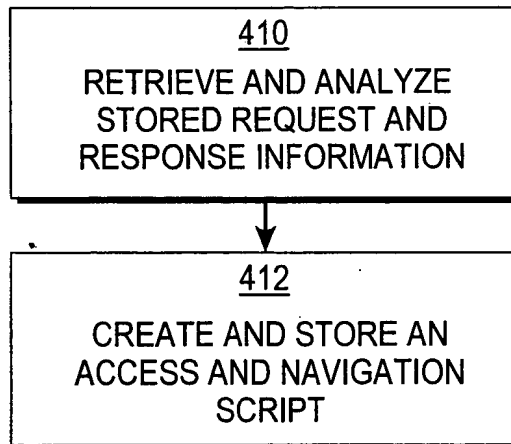 410
RETRIEVE AND ANALYZE
STORED REQUEST AND
RESPONSE INFORMATION
412
CREATE AND STORE AN
ACCESS AND NAVIGATION
SCRIPT